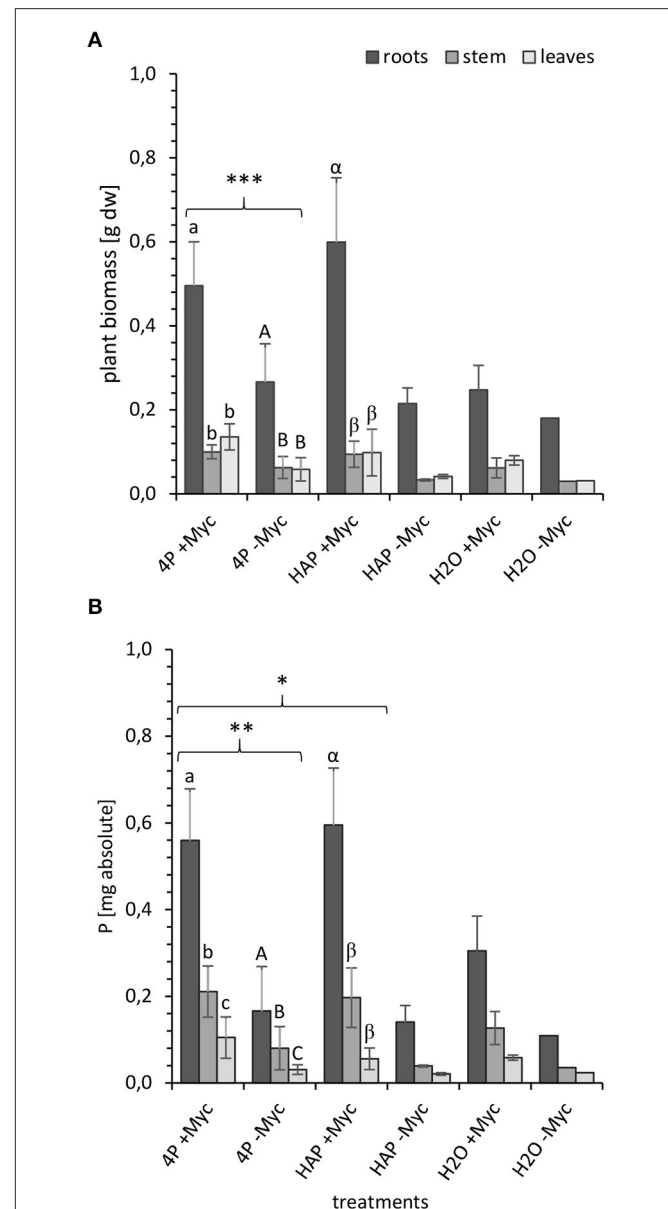 A
roots stem leaves
1,0
0,8
0,6
0,4
0,2
0,0
plant biomass [g dw]
***
a
b
b
A
B
B
α
β
β
4P +Myc
4P -Myc
HAP +Myc
HAP -Myc
H2O +Myc
H2O -Myc
B
1,0
0,8
0,6
0,4
0,2
0,0
P [mg absolute]
*
**
a
b
c
A
B
C
α
β
β
4P +Myc
4P -Myc
HAP +Myc
HAP -Myc
H2O +Myc
H2O -Myc
treatments